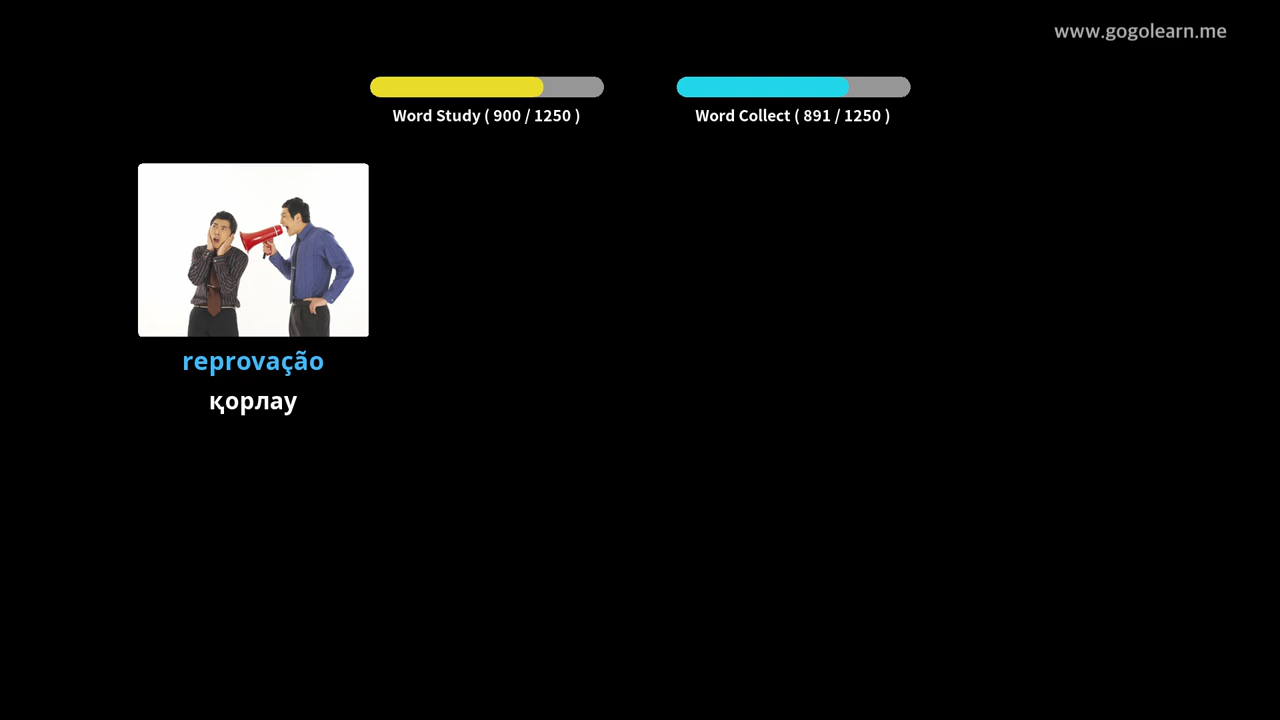 www.gogolearn.me
Word Study ( 900 / 1250 )
Word Collect ( 891 / 1250 )
reprovação
қорлау